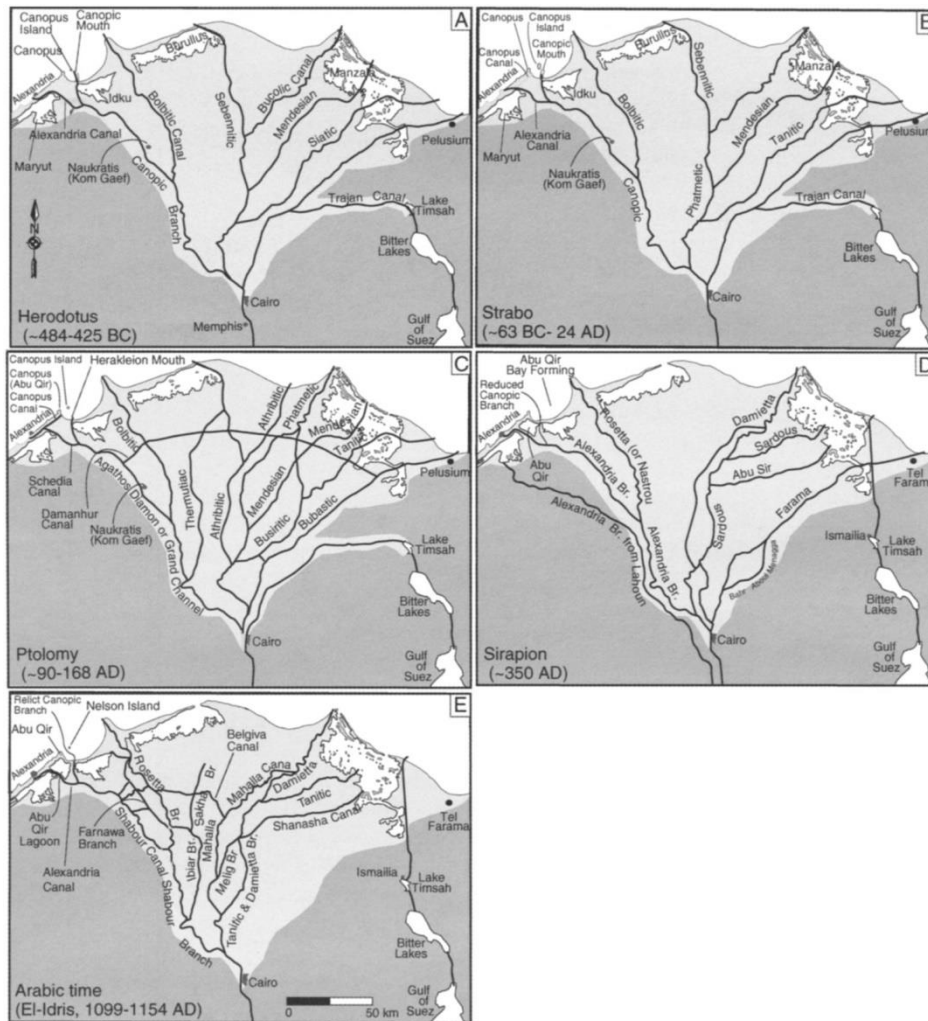 A
Canopus
Island
Canopic
Mouth
Canopus
Alexandria
Burullus
Idku
Bolbitic Canal
Sebennitic
Bucolic Canal
Mendesian
Manzala
Siatic
Pelusium
Alexandria Canal
Maryut
Naukratis
(Kom Gaef)
Canopic
Branch
Trajan Canal
Lake
Timsah
Bitter
Lakes
N
Cairo
Memphis
Gulf
of
Suez
Herodotus
(~484-425 BC)
Canopus
Canal
Canopus
Island
Canopic
Mouth
Alexandria
Burullus
Idku
Bolbitic
Sebennitic
Mendesian
Manzala
Tanitic
Pelusium
Alexandria
Canal
Maryut
Naukratis
(Kom Gaef)
Canopic
Phatmetic
Trajan Canal
Lake
Timsah
Bitter
Lakes
Cairo
Gulf
of
Suez
Strabo
(~63 BC- 24 AD)
C
Canopus Island
Herakleion Mouth
Canopus
(Abu Qir)
Canopus
Canal
Alexandria
Bolbitic
Athribitic
Phatmetic
Mendesian
Tanitic
Pelusium
Schedia
Canal
Damanhur
Canal
Naukratis
(Kom Gaef)
Agathos Diamon or Grand Channel
Thermutiac
Athribitic
Mendesian
Busiritic
Bubastic
Lake
Timsah
Bitter
Lakes
Cairo
Gulf
of
Suez
Ptolomy
(~90-168 AD)
D
Abu Qir
Bay Forming
Reduced
Canopic
Branch
Alexandria
Abu
Qir
Rosetta (or Nastrou)
Alexandria Br.
Alexandria Br. from Lahoun
Alexandria Br.
Damietta
Sardous
Abu Sir
Sardous
Farama
Tel
Farama
Ismailia
Lake
Timsah
Bitter
Lakes
Cairo
Gulf
of
Suez
Sirapion
(~350 AD)
E
Relict Canopic
Branch
Nelson Island
Abu Qir
Alexandria
Belgiva
Canal
Rosetta
Br
Sakha Br
Mahalla Cana
Damietta
Tanitic
Shanasha Canal
Abu
Qir
Lagoon
Farnawa
Branch
Alexandria
Canal
Shabour Canal Shabour
Branch
Ibiar Br.
Mahalla
Melig Br
Tanitic & Damietta Br.
Tel
Farama
Ismailia
Lake
Timsah
Bitter
Lakes
Cairo
Gulf
of
Suez
Arabic time
(El-Idris, 1099-1154 AD)
0 50 km